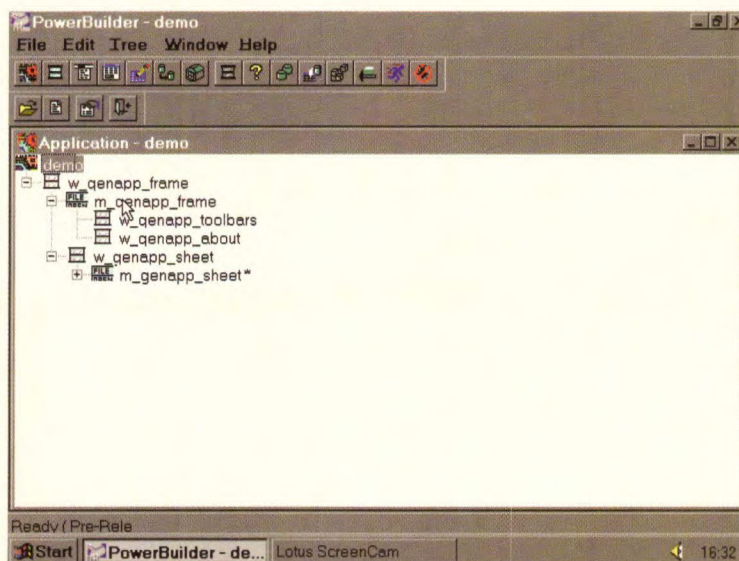 PowerBuilder - demo
File Edit Tree Window Help
Application - demo
demo
w_genapp_frame
m_genapp_frame
w_genapp_toolbars
w_genapp_about
w_genapp_sheet
m_genapp_sheet*
Ready (Pre-Rele
Start PowerBuilder - de... Lotus ScreenCam 16:32